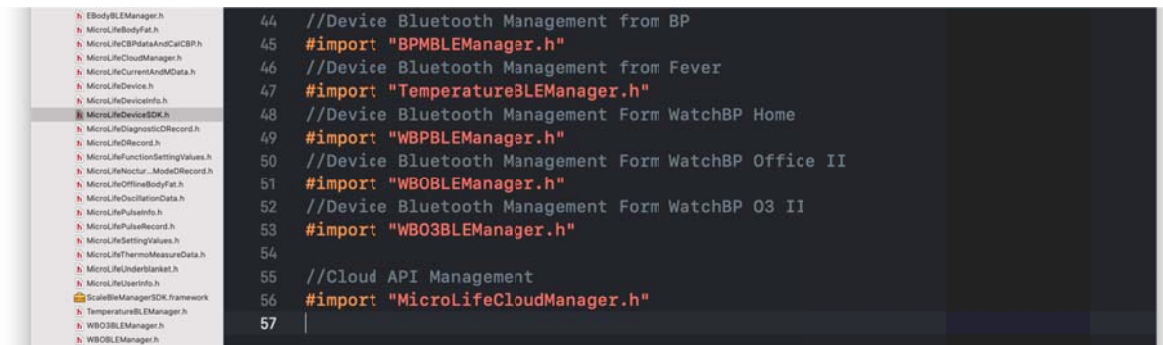 EBodyBLEManager.h
MicroLifeBodyFat.h
MicroLifeCBPdataAndCalCBP.h
MicroLifeCloudManager.h
MicroLifeCurrentAndMData.h
MicroLifeDevice.h
MicroLifeDeviceInfo.h
MicroLifeDeviceSDK.h
MicroLifeDiagnosticDRecord.h
MicroLifeDRecord.h
MicroLifeFunctionSettingValues.h
MicroLifeNoctur...ModeDRecord.h
MicroLifeOfflineBodyFat.h
MicroLifeOscillationData.h
MicroLifePulseInfo.h
MicroLifePulseRecord.h
MicroLifeSettingValues.h
MicroLifeThermoMeasureData.h
MicroLifeUnderblanket.h
MicroLifeUserInfo.h
ScaleBleManagerSDK.framework
TemperatureBLEManager.h
WBO3BLEManager.h
WBOBLEManager.h
44 //Device Bluetooth Management from BP
45 #import "BPMBLEManager.h"
46 //Device Bluetooth Management from Fever
47 #import "TemperatureBLEManager.h"
48 //Device Bluetooth Management Form WatchBP Home
49 #import "WBPBLEManager.h"
50 //Device Bluetooth Management Form WatchBP Office II
51 #import "WBOBLEManager.h"
52 //Device Bluetooth Management Form WatchBP O3 II
53 #import "WBO3BLEManager.h"
54
55 //Cloud API Management
56 #import "MicroLifeCloudManager.h"
57